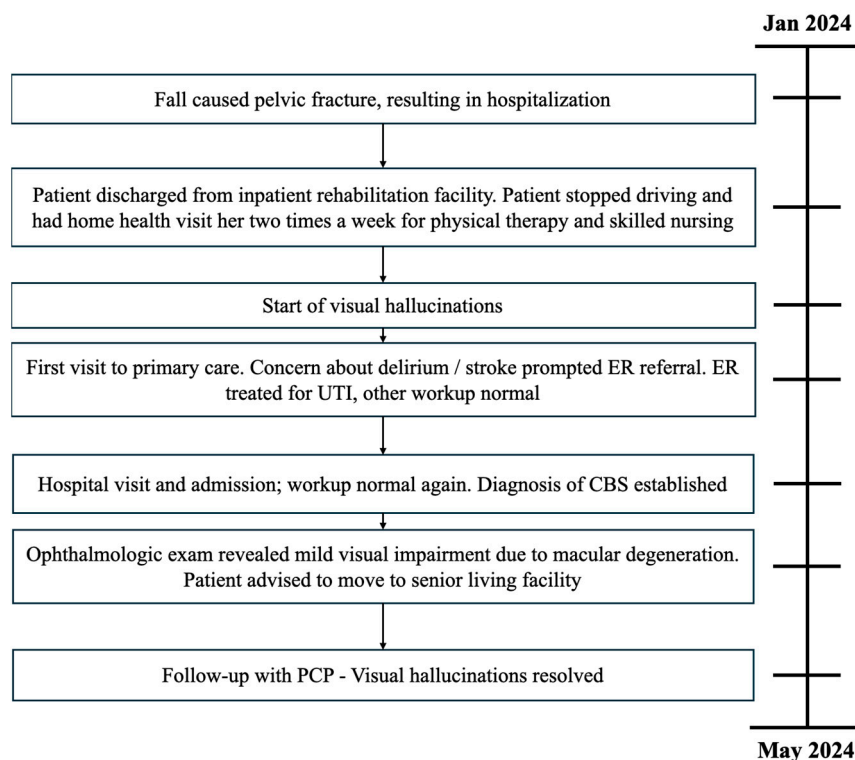 Jan 2024
Fall caused pelvic fracture, resulting in hospitalization
Patient discharged from inpatient rehabilitation facility. Patient stopped driving and
had home health visit her two times a week for physical therapy and skilled nursing
Start of visual hallucinations
First visit to primary care. Concern about delirium / stroke prompted ER referral. ER
treated for UTI, other workup normal
Hospital visit and admission; workup normal again. Diagnosis of CBS established
Ophthalmologic exam revealed mild visual impairment due to macular degeneration.
Patient advised to move to senior living facility
Follow-up with PCP - Visual hallucinations resolved
May 2024